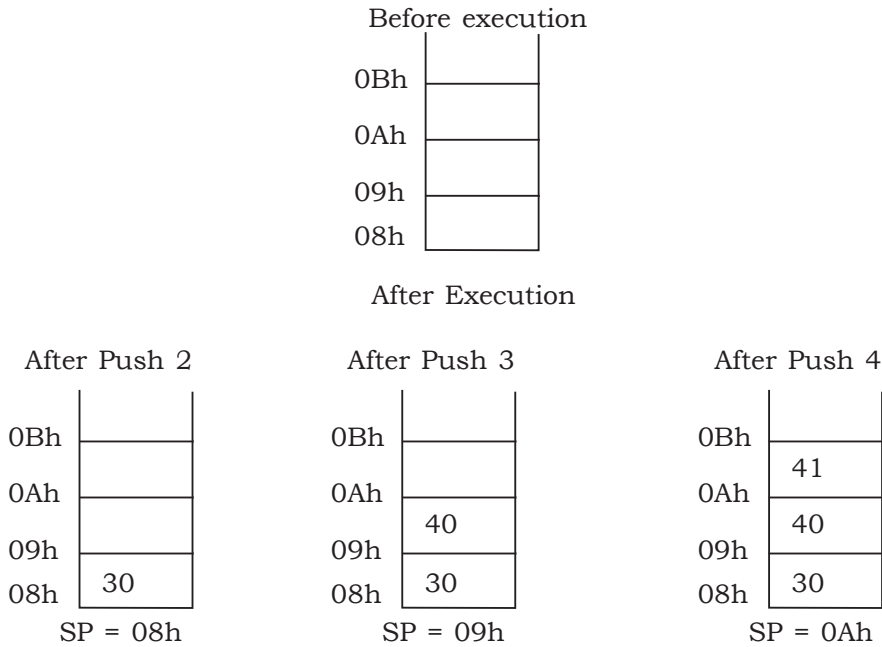 Before execution
0Bh
0Ah
09h
08h
After Execution
After Push 2
0Bh
0Ah
09h
08h 30
SP = 08h
After Push 3
0Bh
0Ah
40
09h
08h 30
SP = 09h
After Push 4
0Bh
41
0Ah
40
09h
08h 30
SP = 0Ah